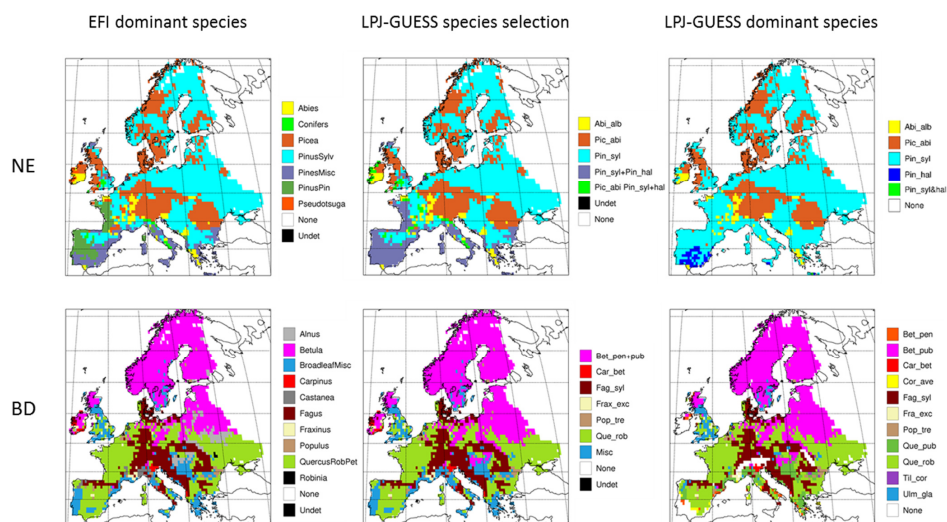 EFI dominant species
LPJ-GUESS species selection
LPJ-GUESS dominant species
NE
Abies
Conifers
Picea
PinusSylv
PinesMisc
PinusPin
Pseudotsuga
None
Undet
Abi_alb
Pic_abi
Pin_syl
Pin_syl+Pin_hal
Pic_abi Pin_syl+hal
Undet
None
Abi_alb
Pic_abi
Pin_syl
Pin_hal
Pin_syl&hal
None
BD
Alnus
Betula
BroadleafMisc
Carpinus
Castanea
Fagus
Fraxinus
Populus
QuercusRobPet
Robinia
None
Undet
Bet_pen+pub
Car_bet
Fag_syl
Frax_exc
Pop_tre
Que_rob
Misc
None
Undet
Bet_pen
Bet_pub
Car_bet
Cor_ave
Fag_syl
Fra_exc
Pop_tre
Que_pub
Que_rob
Til_cor
Ulm_gla
None